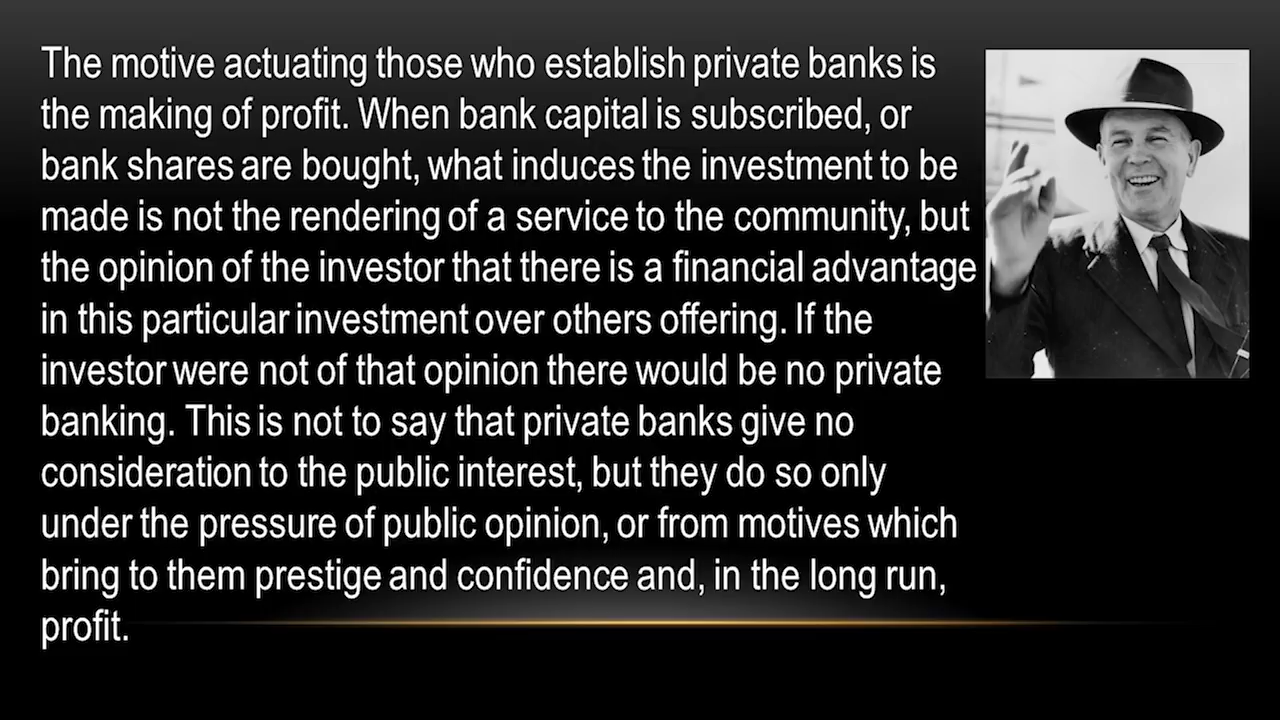 The motive actuating those who establish private banks is
the making of profit. When bank capital is subscribed, or
bank shares are bought, what induces the investment to be
made is not the rendering of a service to the community, but
the opinion of the investor that there is a financial advantage
in this particular investment over others offering. If the
investor were not of that opinion there would be no private
banking. This is not to say that private banks give no
consideration to the public interest, but they do so only
under the pressure of public opinion, or from motives which
bring to them prestige and confidence and, in the long run,
profit.